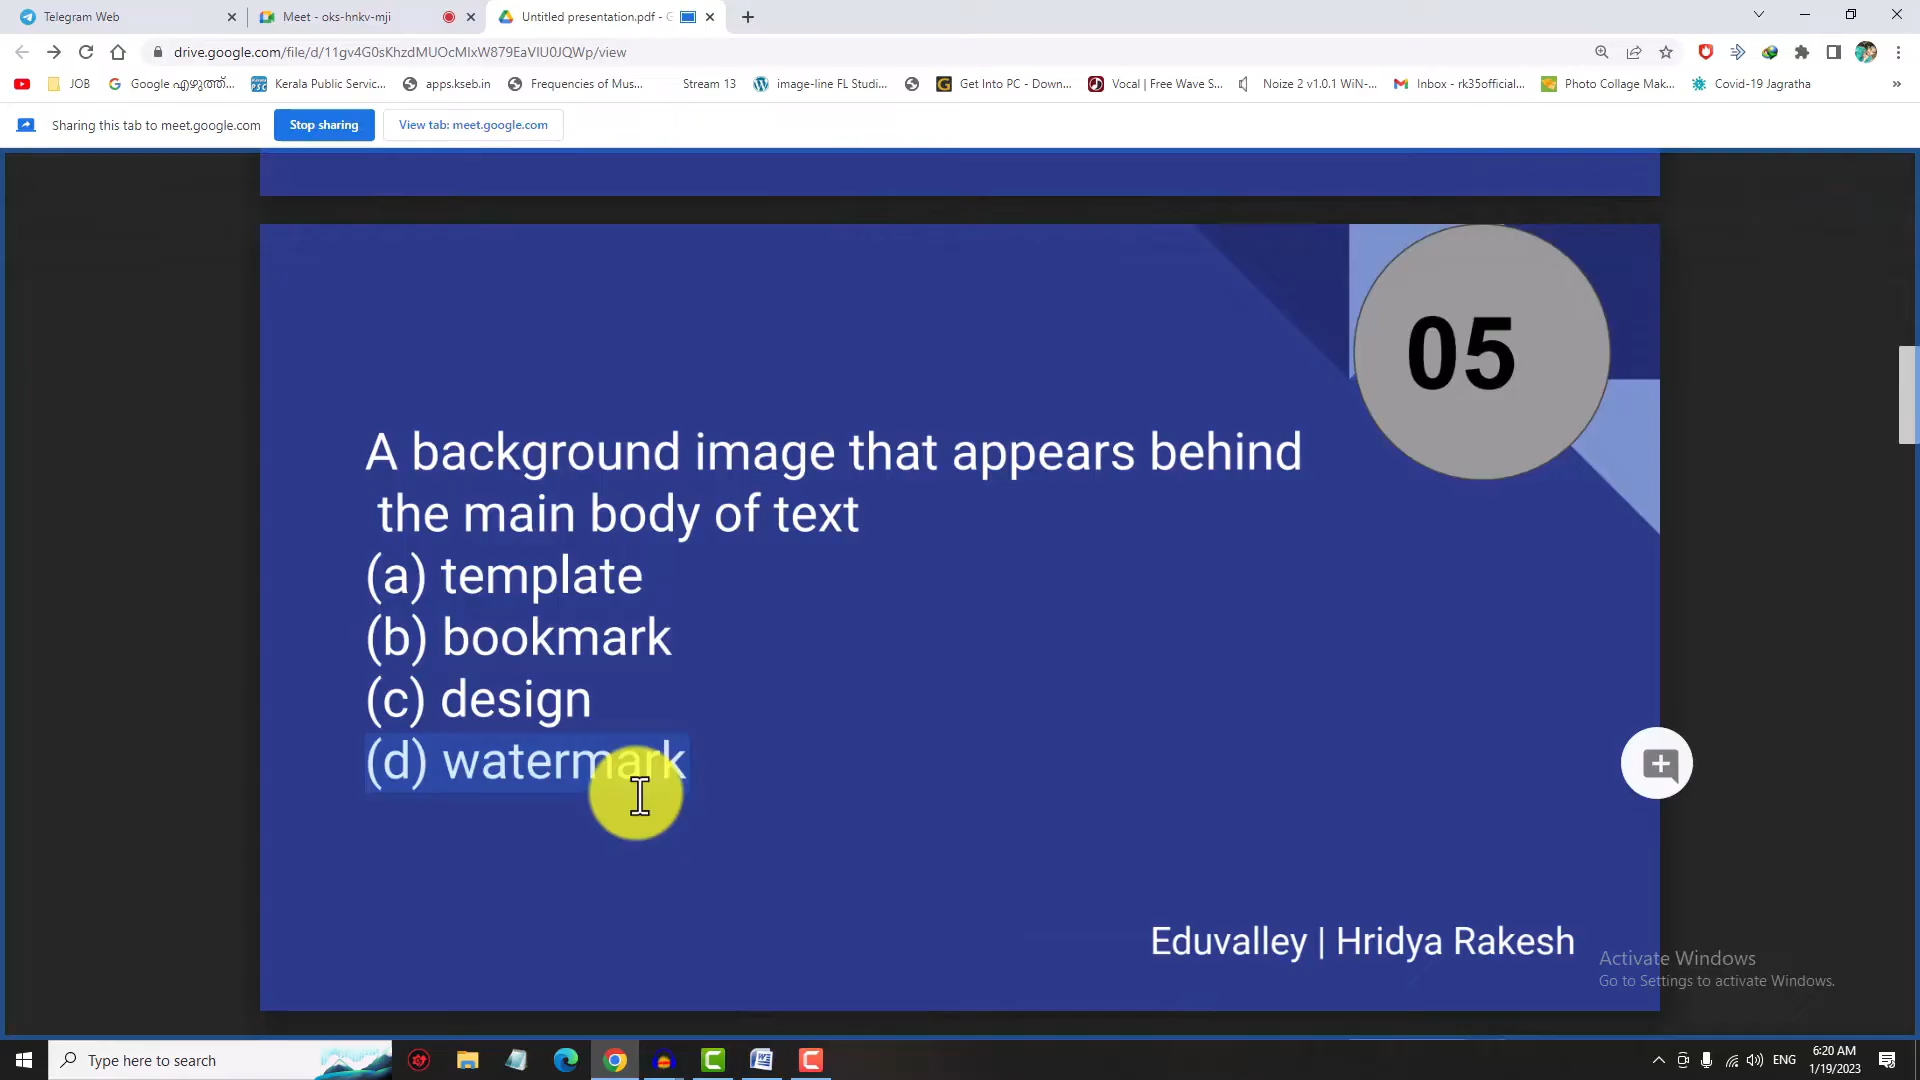 Telegram Web
Meet - oks-hnkv-mji
Untitled presentation.pdf - G
drive.google.com/file/d/11gv4G0sKhzdMUOcMlxW879EaVIU0JQWp/view
JOB
Google എഴുത്ത്...
Kerala Public Servic...
apps.kseb.in
Frequencies of Mus...
Stream 13
image-line FL Studi...
Get Into PC - Down...
Vocal | Free Wave S...
Noize 2 v1.0.1 WiN-...
Inbox - rk35official...
Photo Collage Mak...
Covid-19 Jagratha
Sharing this tab to meet.google.com
Stop sharing
View tab: meet.google.com
05
A background image that appears behind
the main body of text
(a) template
(b) bookmark
(c) design
(d) watermark
Eduvalley | Hridya Rakesh
Activate Windows
Go to Settings to activate Windows.
Type here to search
ENG
6:20 AM
1/19/2023